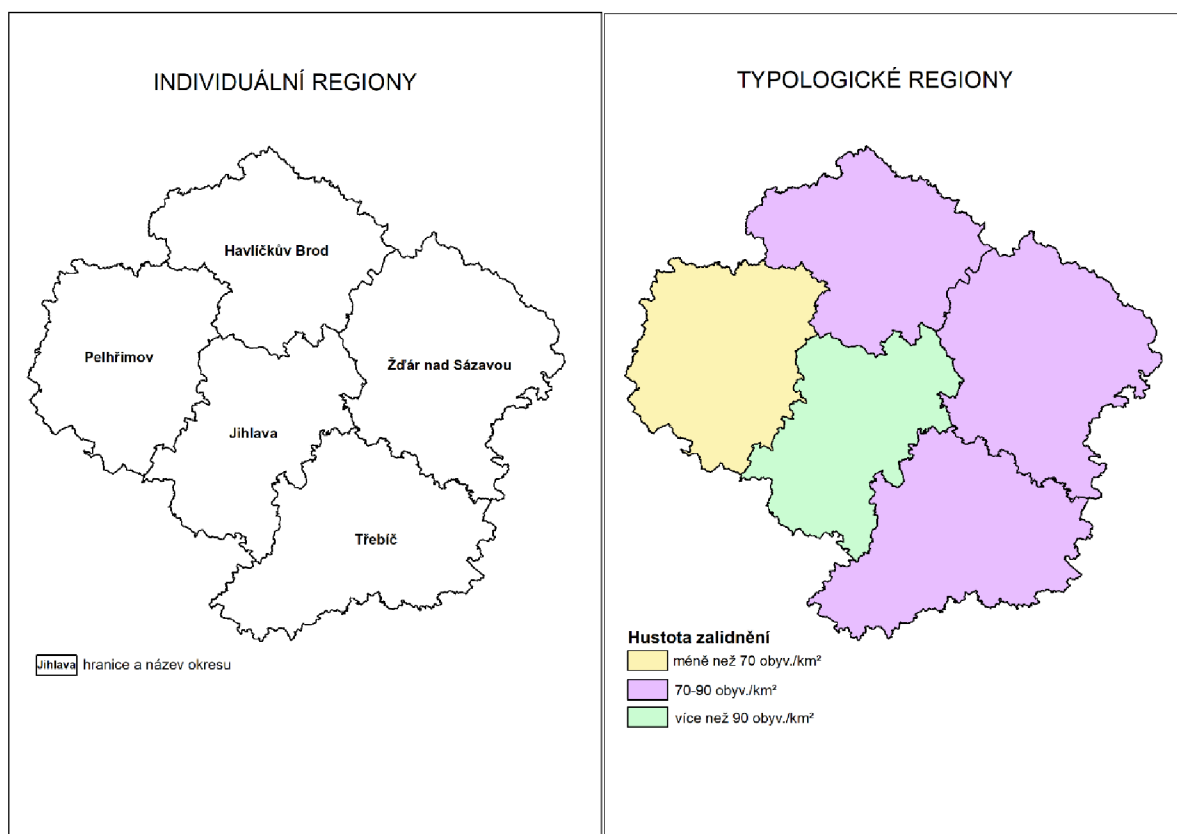 INDIVIDUÁLNÍ REGIONY
Havlíčkův Brod
Pelhřimov
Žďár nad Sázavou
Jihlava
Třebíč
Jihlava hranice a název okresu
TYPOLOGICKÉ REGIONY
Hustota zalidnění
méně než 70 obyv./km²
70-90 obyv./km²
více než 90 obyv./km²